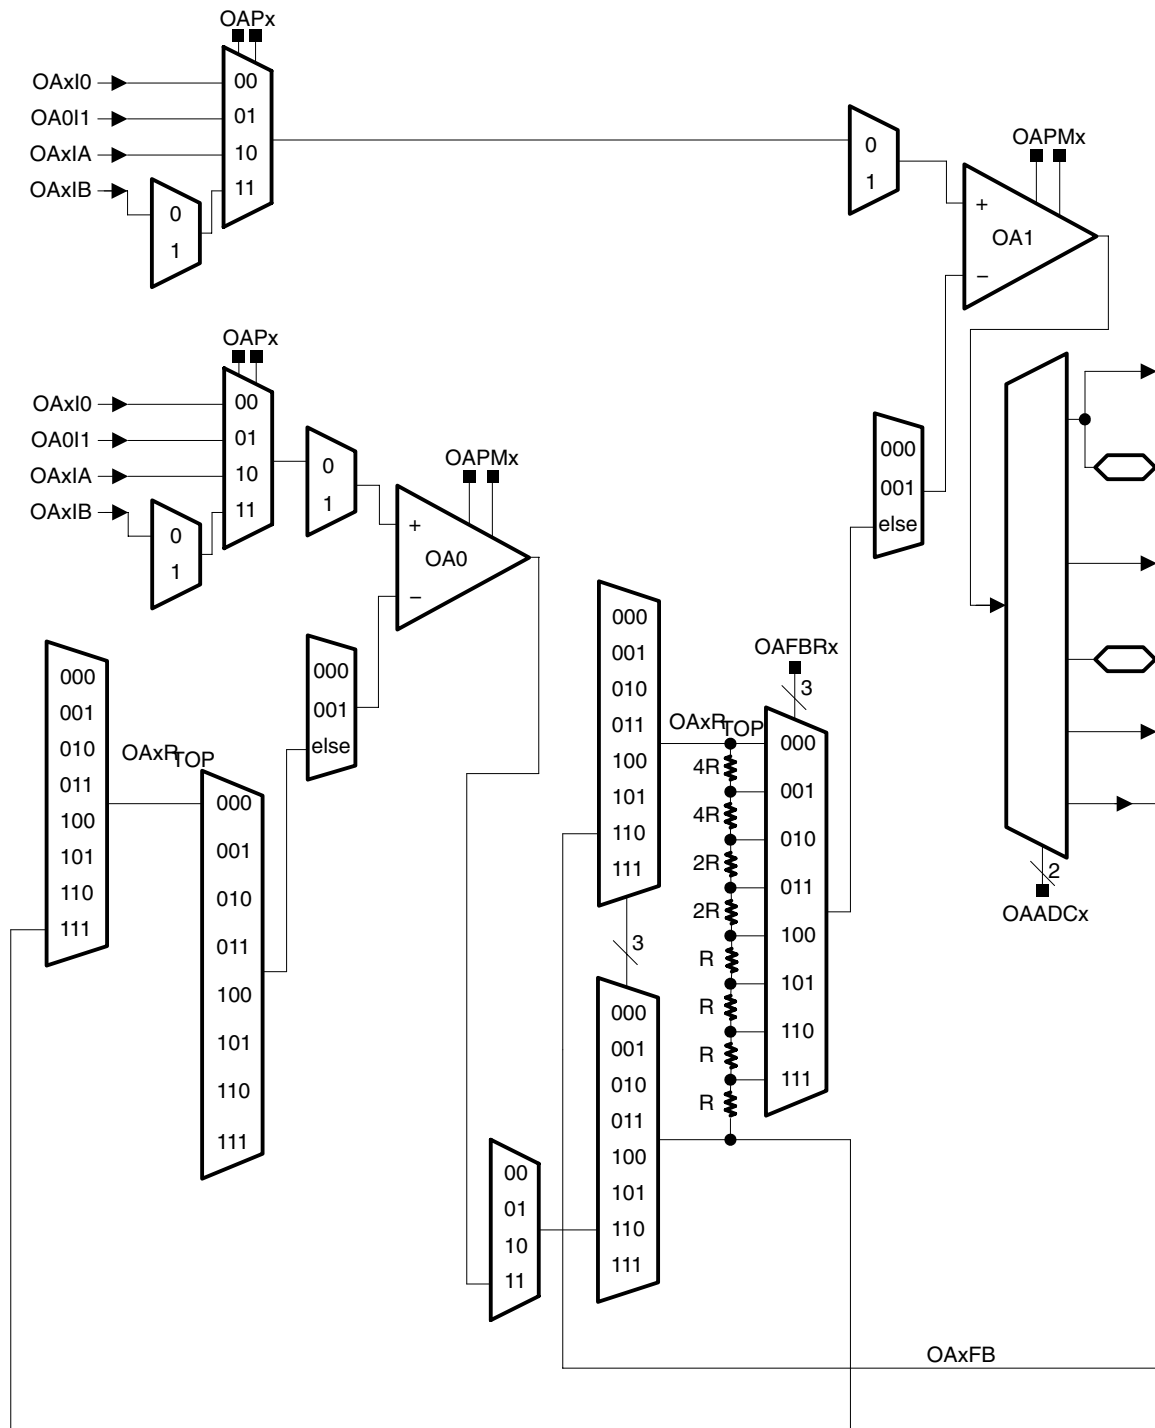 OAPx
OAxI0
OA0I1
OAxIA
OAxIB
00
01
10
11
0
1
0
1
OAPMx
+
OA1
−
OAPx
OAxI0
OA0I1
OAxIA
OAxIB
00
01
10
11
0
1
0
1
OAPMx
+
OA0
−
000
001
else
000
001
else
000
001
010
011
100
101
110
111
OAxRTOP
000
001
010
011
100
101
110
111
000
001
010
011
100
101
110
111
3
OAxRTOP
OAFBRx
3
4R
4R
2R
2R
R
R
R
R
000
001
010
011
100
101
110
111
2
OAADCx
000
001
010
011
100
101
110
111
00
01
10
11
OAxFB